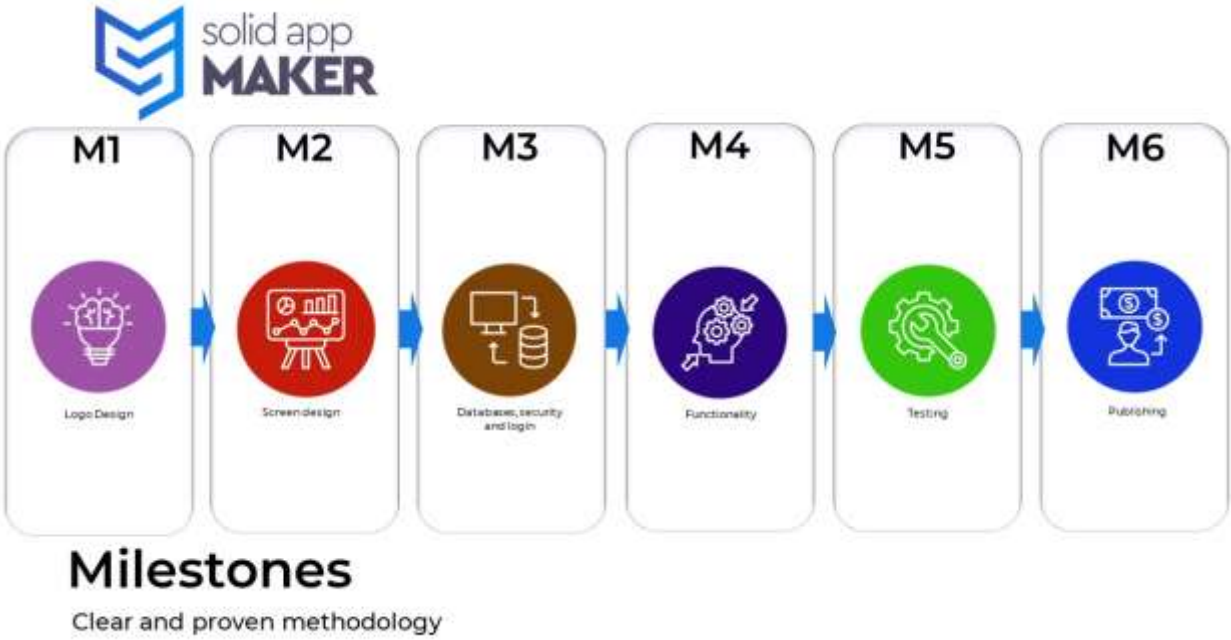 solid app
MAKER
M1
M2
M3
M4
M5
M6
Logo Design
Screen design
Databases, security
and login
Functionality
Testing
Publishing
Milestones
Clear and proven methodology